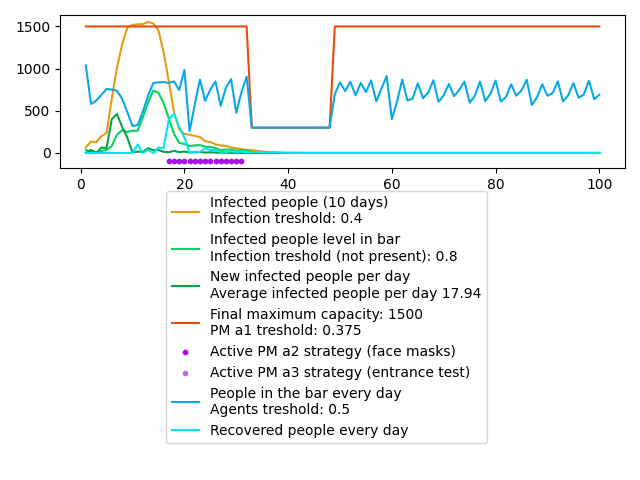 1500
1000
500
0
0 20 40 60 80 100
Infected people (10 days)
Infection treshold: 0.4
Infected people level in bar
Infection treshold (not present): 0.8
New infected people per day
Average infected people per day 17.94
Final maximum capacity: 1500
PM a1 treshold: 0.375
Active PM a2 strategy (face masks)
Active PM a3 strategy (entrance test)
People in the bar every day
Agents treshold: 0.5
Recovered people every day